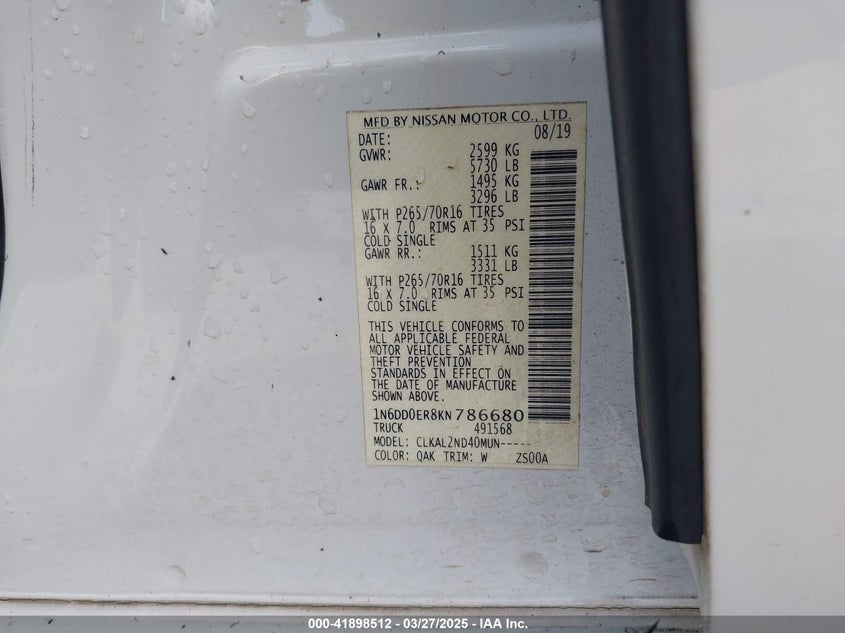 MFD BY NISSAN MOTOR CO., LTD.
DATE: 08/19
GVWR: 2599 KG
5730 LB
GAWR FR.: 1495 KG
3296 LB
WITH P265/70R16 TIRES
16 X 7.0 RIMS AT 35 PSI
COLD SINGLE
GAWR RR.: 1511 KG
3331 LB
WITH P265/70R16 TIRES
16 X 7.0 RIMS AT 35 PSI
COLD SINGLE
THIS VEHICLE CONFORMS TO
ALL APPLICABLE FEDERAL
MOTOR VEHICLE SAFETY AND
THEFT PREVENTION
STANDARDS IN EFFECT ON
THE DATE OF MANUFACTURE
SHOWN ABOVE.
1N6DD0ER8KN786680
TRUCK 491568
MODEL: CLKAL2ND40MUN-----
COLOR: QAK TRIM: W ZS00A
000-41898512 — 03/27/2025 — IAA Inc.